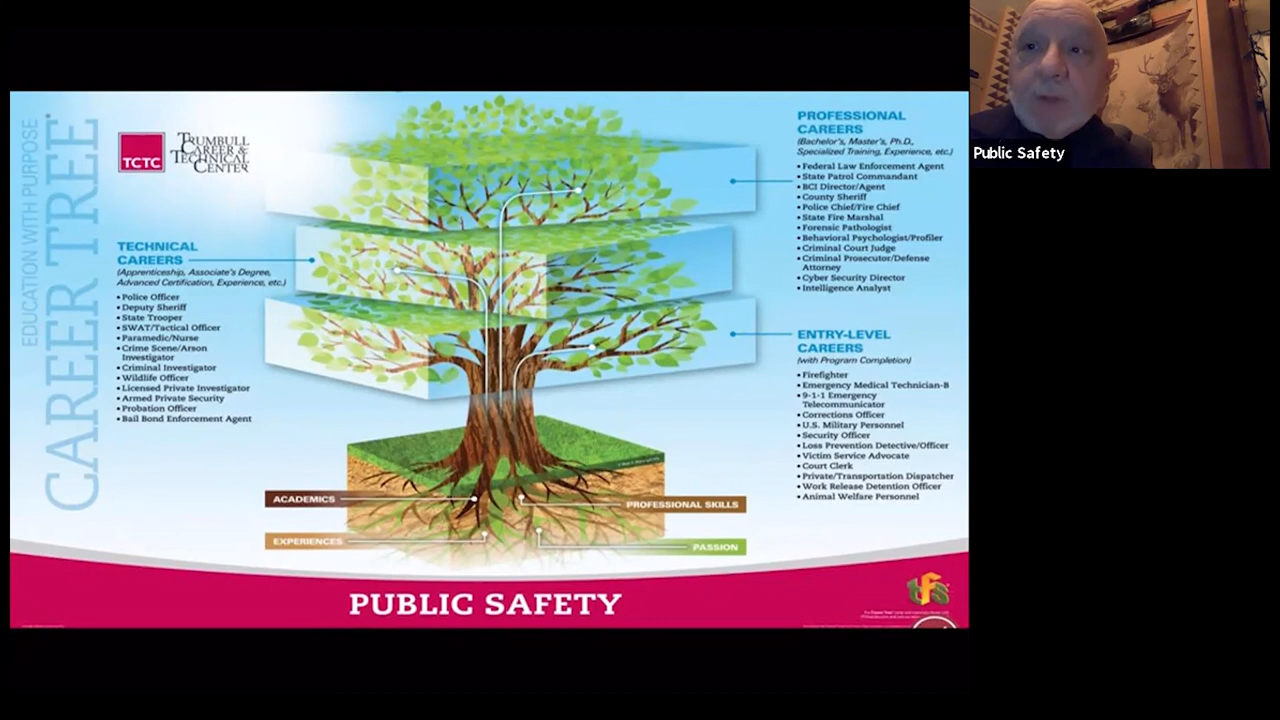 EDUCATION WITH PURPOSE
CAREER TREE
TCTC
TRUMBULL
CAREER &
TECHNICAL
CENTER
TECHNICAL
CAREERS
(Apprenticeship, Associate's Degree,
Advanced Certification, Experience, etc.)
• Police Officer
• Deputy Sheriff
• State Trooper
• SWAT/Tactical Officer
• Paramedic/Nurse
• Crime Scene/Arson
Investigator
• Criminal Investigator
• Wildlife Officer
• Licensed Private Investigator
• Armed Private Security
• Probation Officer
• Bail Bond Enforcement Agent
PROFESSIONAL
CAREERS
(Bachelor's, Master's, Ph.D.,
Specialized Training, Experience, etc.)
• Federal Law Enforcement Agent
• State Patrol Commandant
• BCI Director/Agent
• County Sheriff
• Police Chief/Fire Chief
• State Fire Marshal
• Forensic Pathologist
• Behavioral Psychologist/Profiler
• Criminal Court Judge
• Criminal Prosecutor/Defense
Attorney
• Cyber Security Director
• Intelligence Analyst
ENTRY-LEVEL
CAREERS
(with Program Completion)
• Firefighter
• Emergency Medical Technician-B
• 9-1-1 Emergency
Telecommunicator
• Corrections Officer
• U.S. Military Personnel
• Security Officer
• Loss Prevention Detective/Officer
• Victim Service Advocate
• Court Clerk
• Private/Transportation Dispatcher
• Work Release Detention Officer
• Animal Welfare Personnel
ACADEMICS
PROFESSIONAL SKILLS
EXPERIENCES
PASSION
PUBLIC SAFETY
tfs
Public Safety